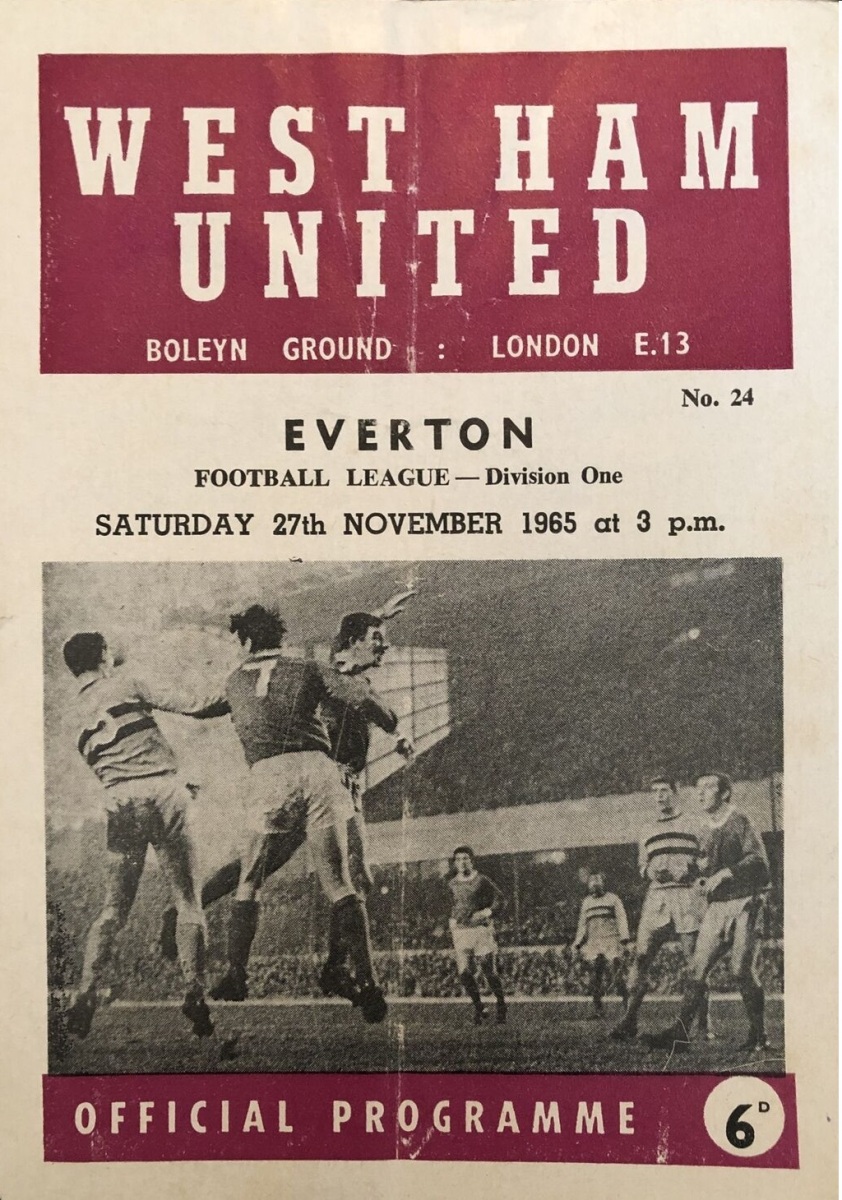 WEST HAM
UNITED
BOLEYN GROUND : LONDON E.13
No. 24
EVERTON
FOOTBALL LEAGUE — Division One
SATURDAY 27th NOVEMBER 1965 at 3 p.m.
7
OFFICIAL PROGRAMME
6D